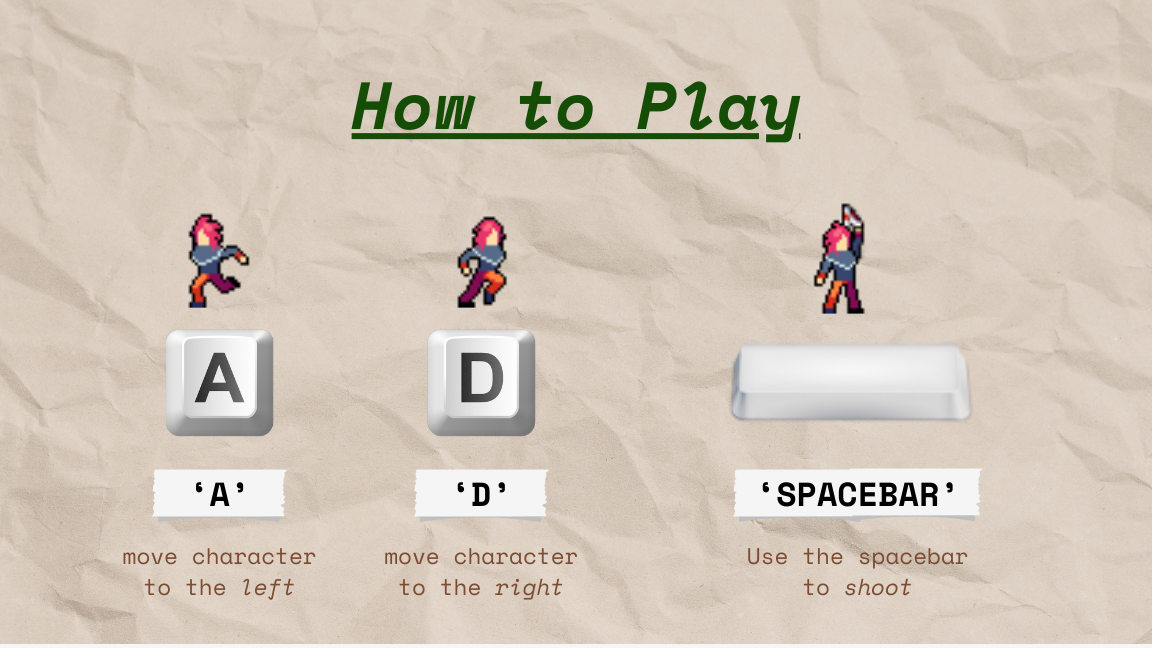 How to Play
A
D
‘A’
‘D’
‘SPACEBAR’
move character
to the left
move character
to the right
Use the spacebar
to shoot